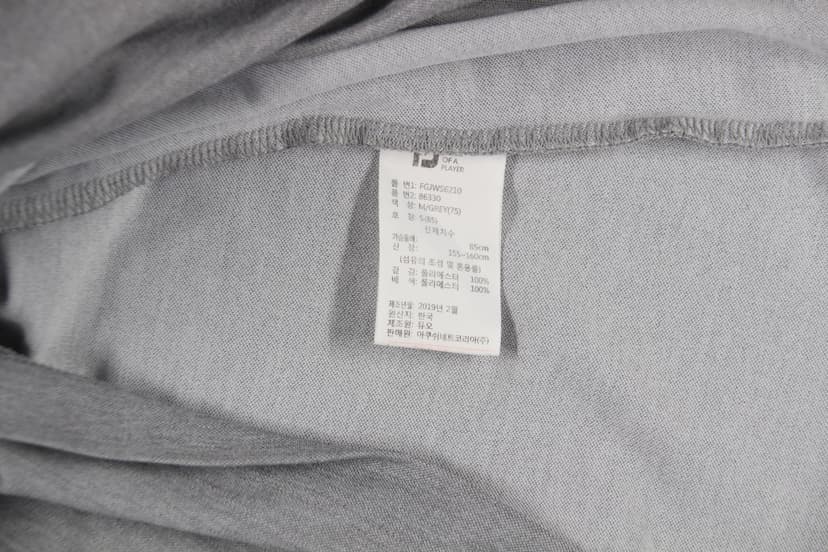 OF A
PLAYER
품 번1: FGJWS6210
품 번2: 86330
색 상: M/GREY(75)
호 칭: S(85)
신체치수
가슴둘레: 85cm
신 장: 155~160cm
(섬유의 조성 및 혼용률)
겉 감: 폴리에스터 100%
배 색: 폴리에스터 100%
제조년월: 2019년 2월
원산지: 한국
제조원: 듀오
판매원: 아쿠쉬네트코리아(주)